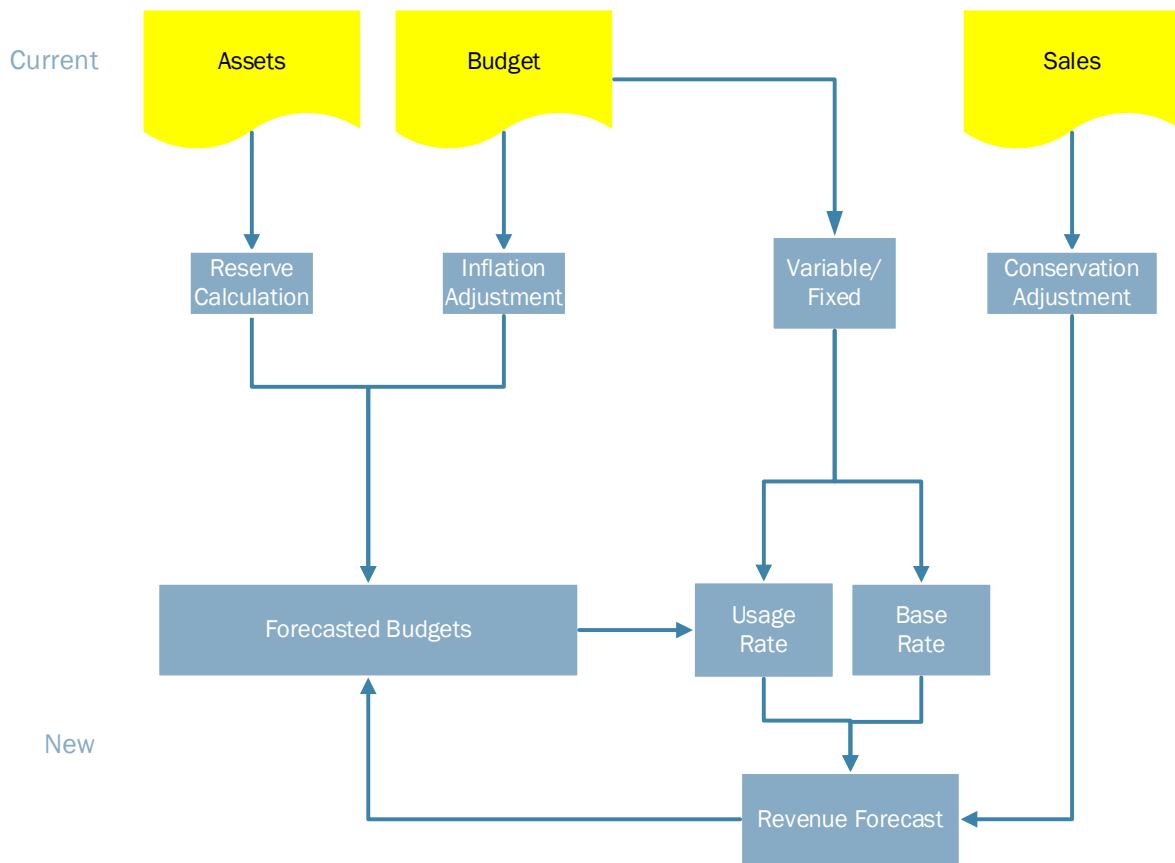 Current
Assets
Budget
Sales
Reserve
Calculation
Inflation
Adjustment
Variable/
Fixed
Conservation
Adjustment
Forecasted Budgets
Usage
Rate
Base
Rate
New
Revenue Forecast